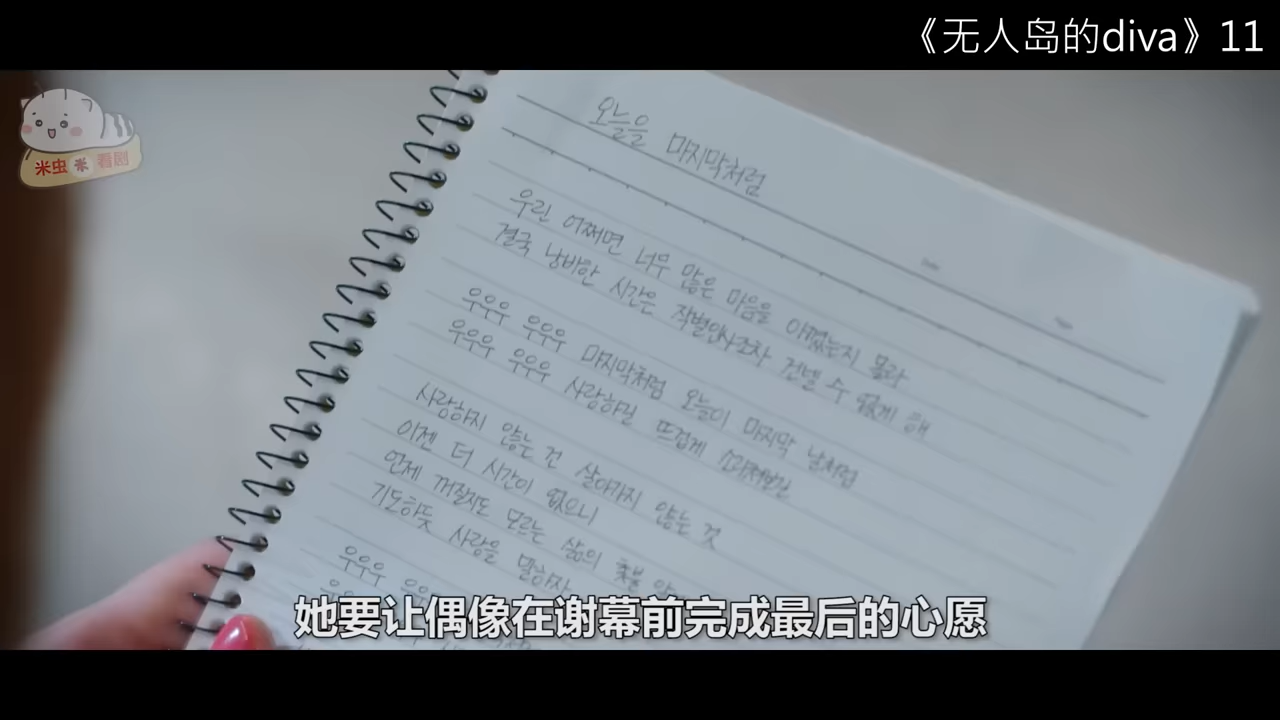 《无人岛的diva》11
米虫米看剧
오늘을 마지막처럼
우린 어쩌면 너무 많은 마음을 아꼈는지 몰라
결국 낭비한 시간은 작별인사조차 건넬 수 없게 해
우우우 우우우 마지막처럼 오늘이 마지막 날처럼
우우우 우우우 사랑하길 뜨겁게
사랑하지 않는 건 살아가지 않는 것
이젠 더 시간이 없으니
언제 꺼질지도 모르는 삶의 촛불
기도하듯 사랑을 말하자
우우우
她要让偶像在谢幕前完成最后的心愿